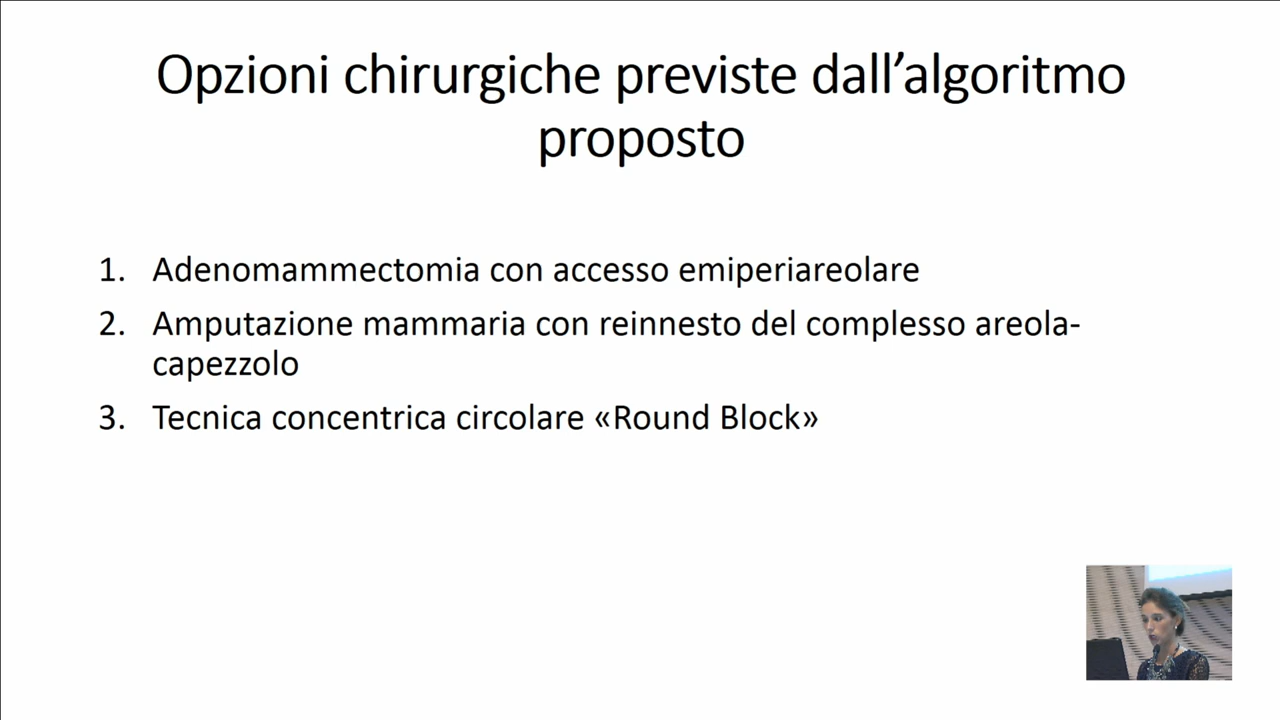 Opzioni chirurgiche previste dall’algoritmo
proposto
1. Adenomammectomia con accesso emiperiareolare
2. Amputazione mammaria con reinnesto del complesso areola-
capezzolo
3. Tecnica concentrica circolare «Round Block»